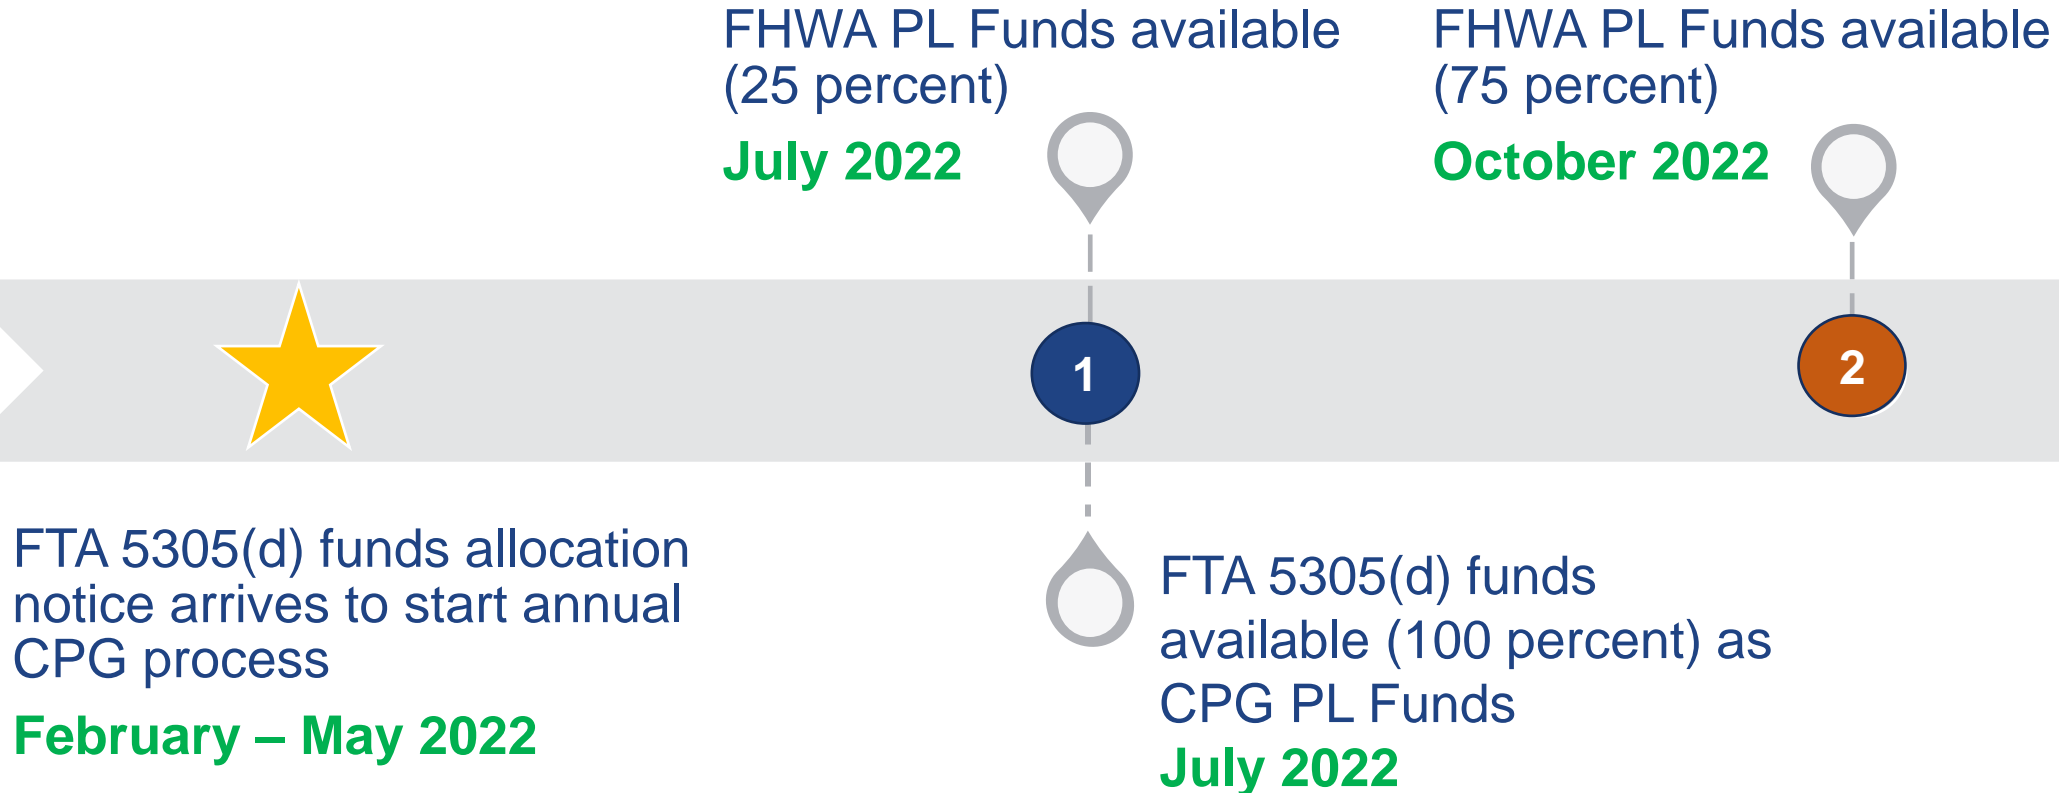 FHWA PL Funds available
(25 percent)
July 2022
FHWA PL Funds available
(75 percent)
October 2022
1
2
FTA 5305(d) funds allocation
notice arrives to start annual
CPG process
February – May 2022
FTA 5305(d) funds
available (100 percent) as
CPG PL Funds
July 2022